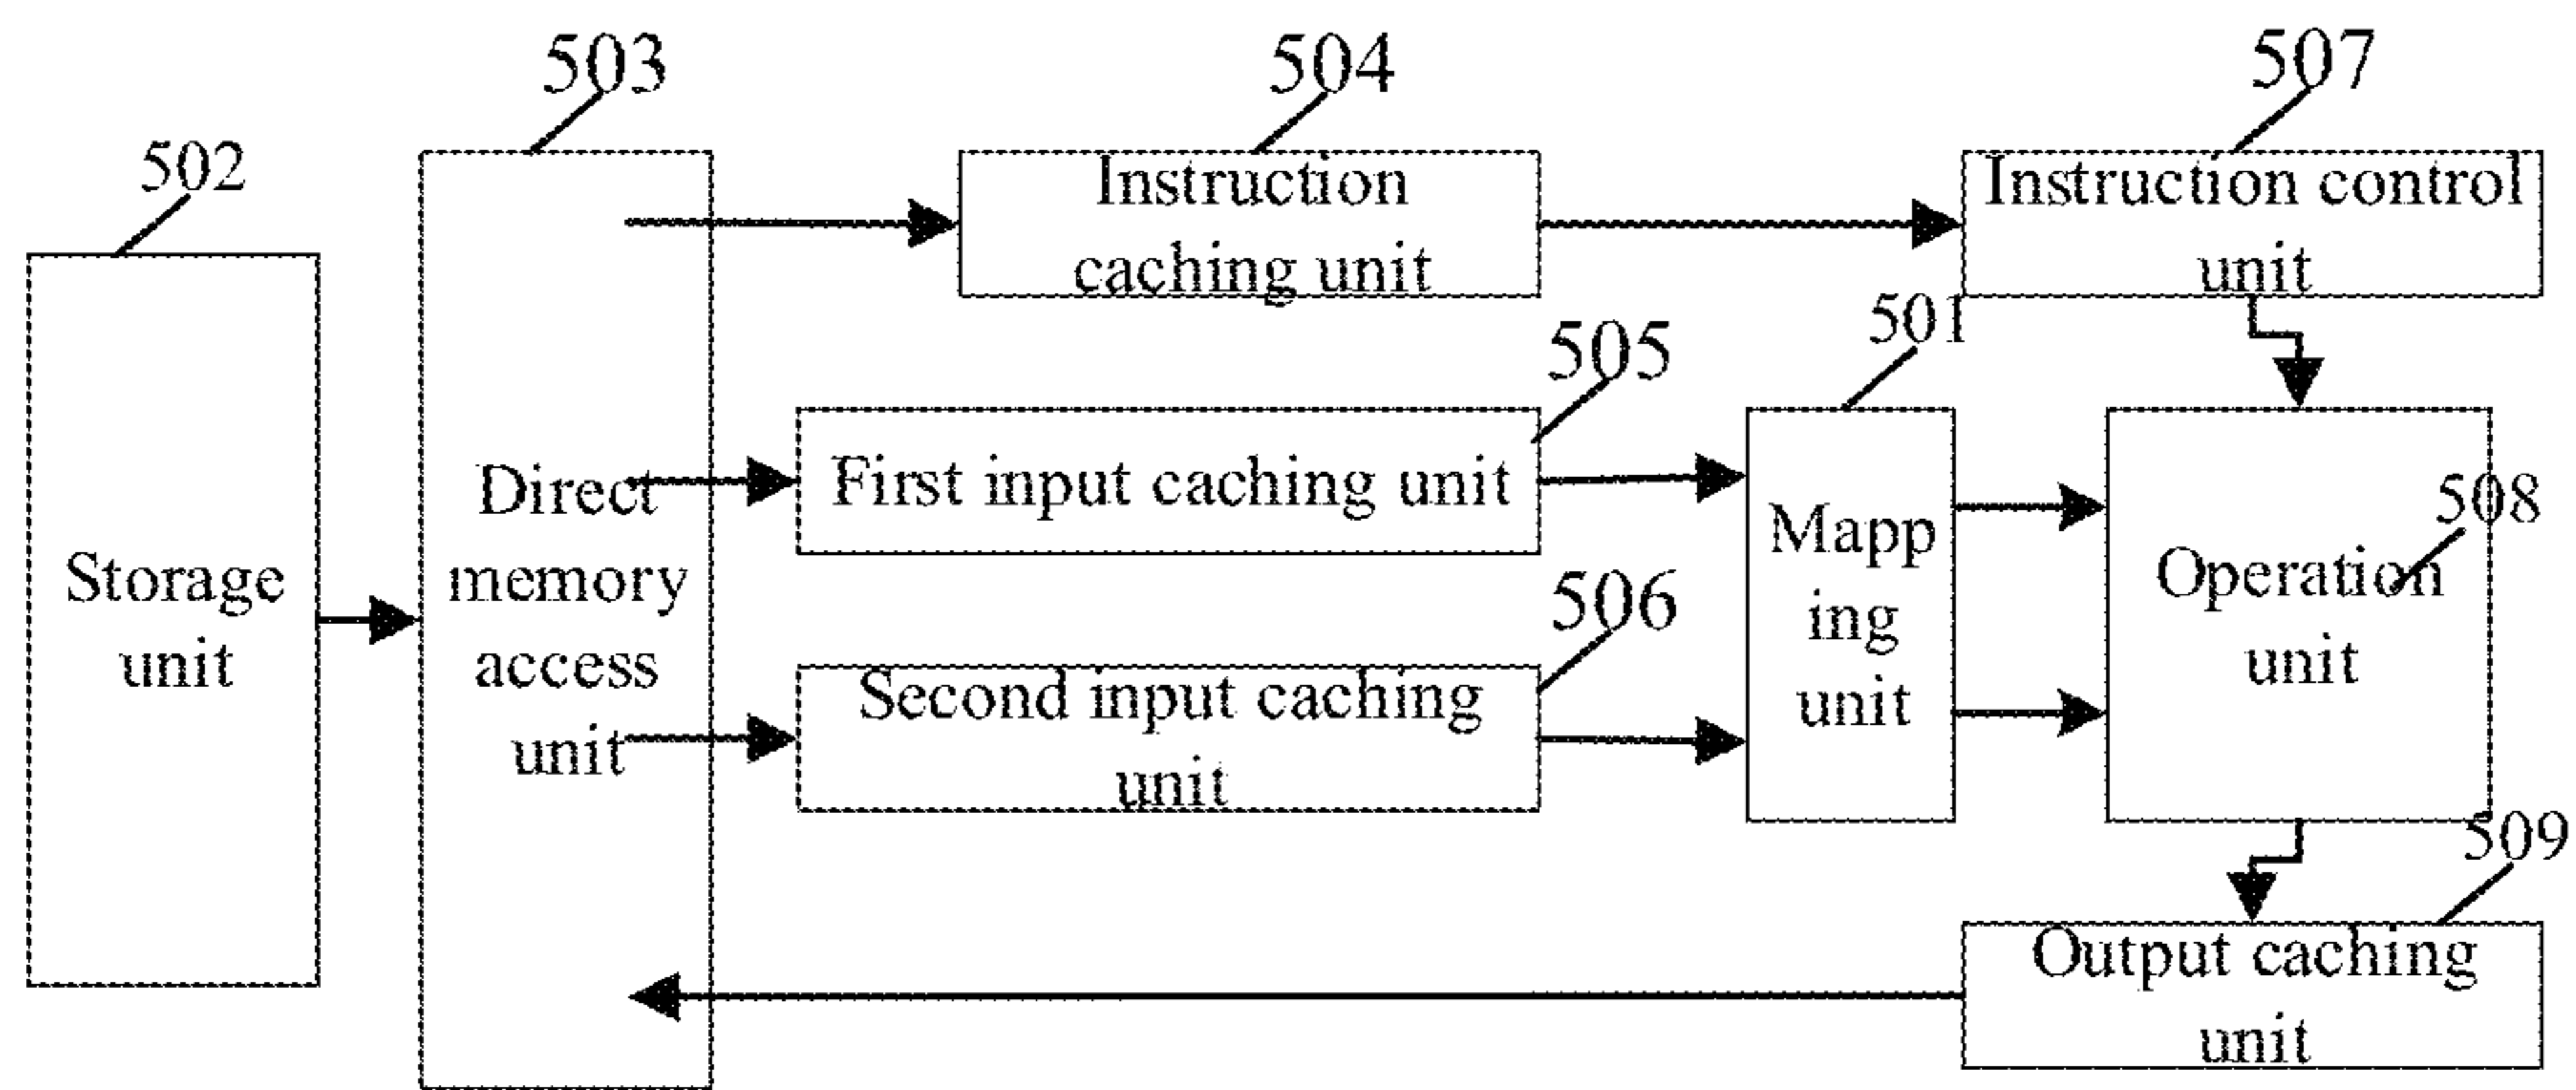 503
504
507
502
Instruction
caching unit
Instruction control
unit
505
501
First input caching unit
Direct
memory
access
unit
Storage
unit
506
Second input caching
unit
Mapp
ing
unit
508
Operation
unit
509
Output caching
unit